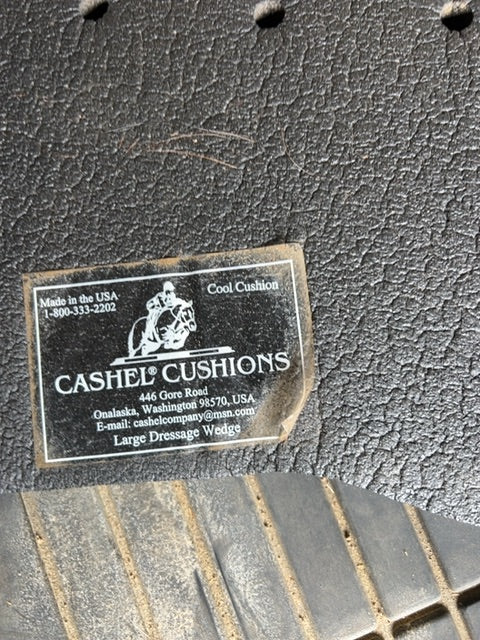 Made in the USA
1-800-333-2202
Cool Cushion
CASHEL® CUSHIONS
446 Gore Road
Onalaska, Washington 98570, USA
E-mail: cashelcompany@msn.com
Large Dressage Wedge